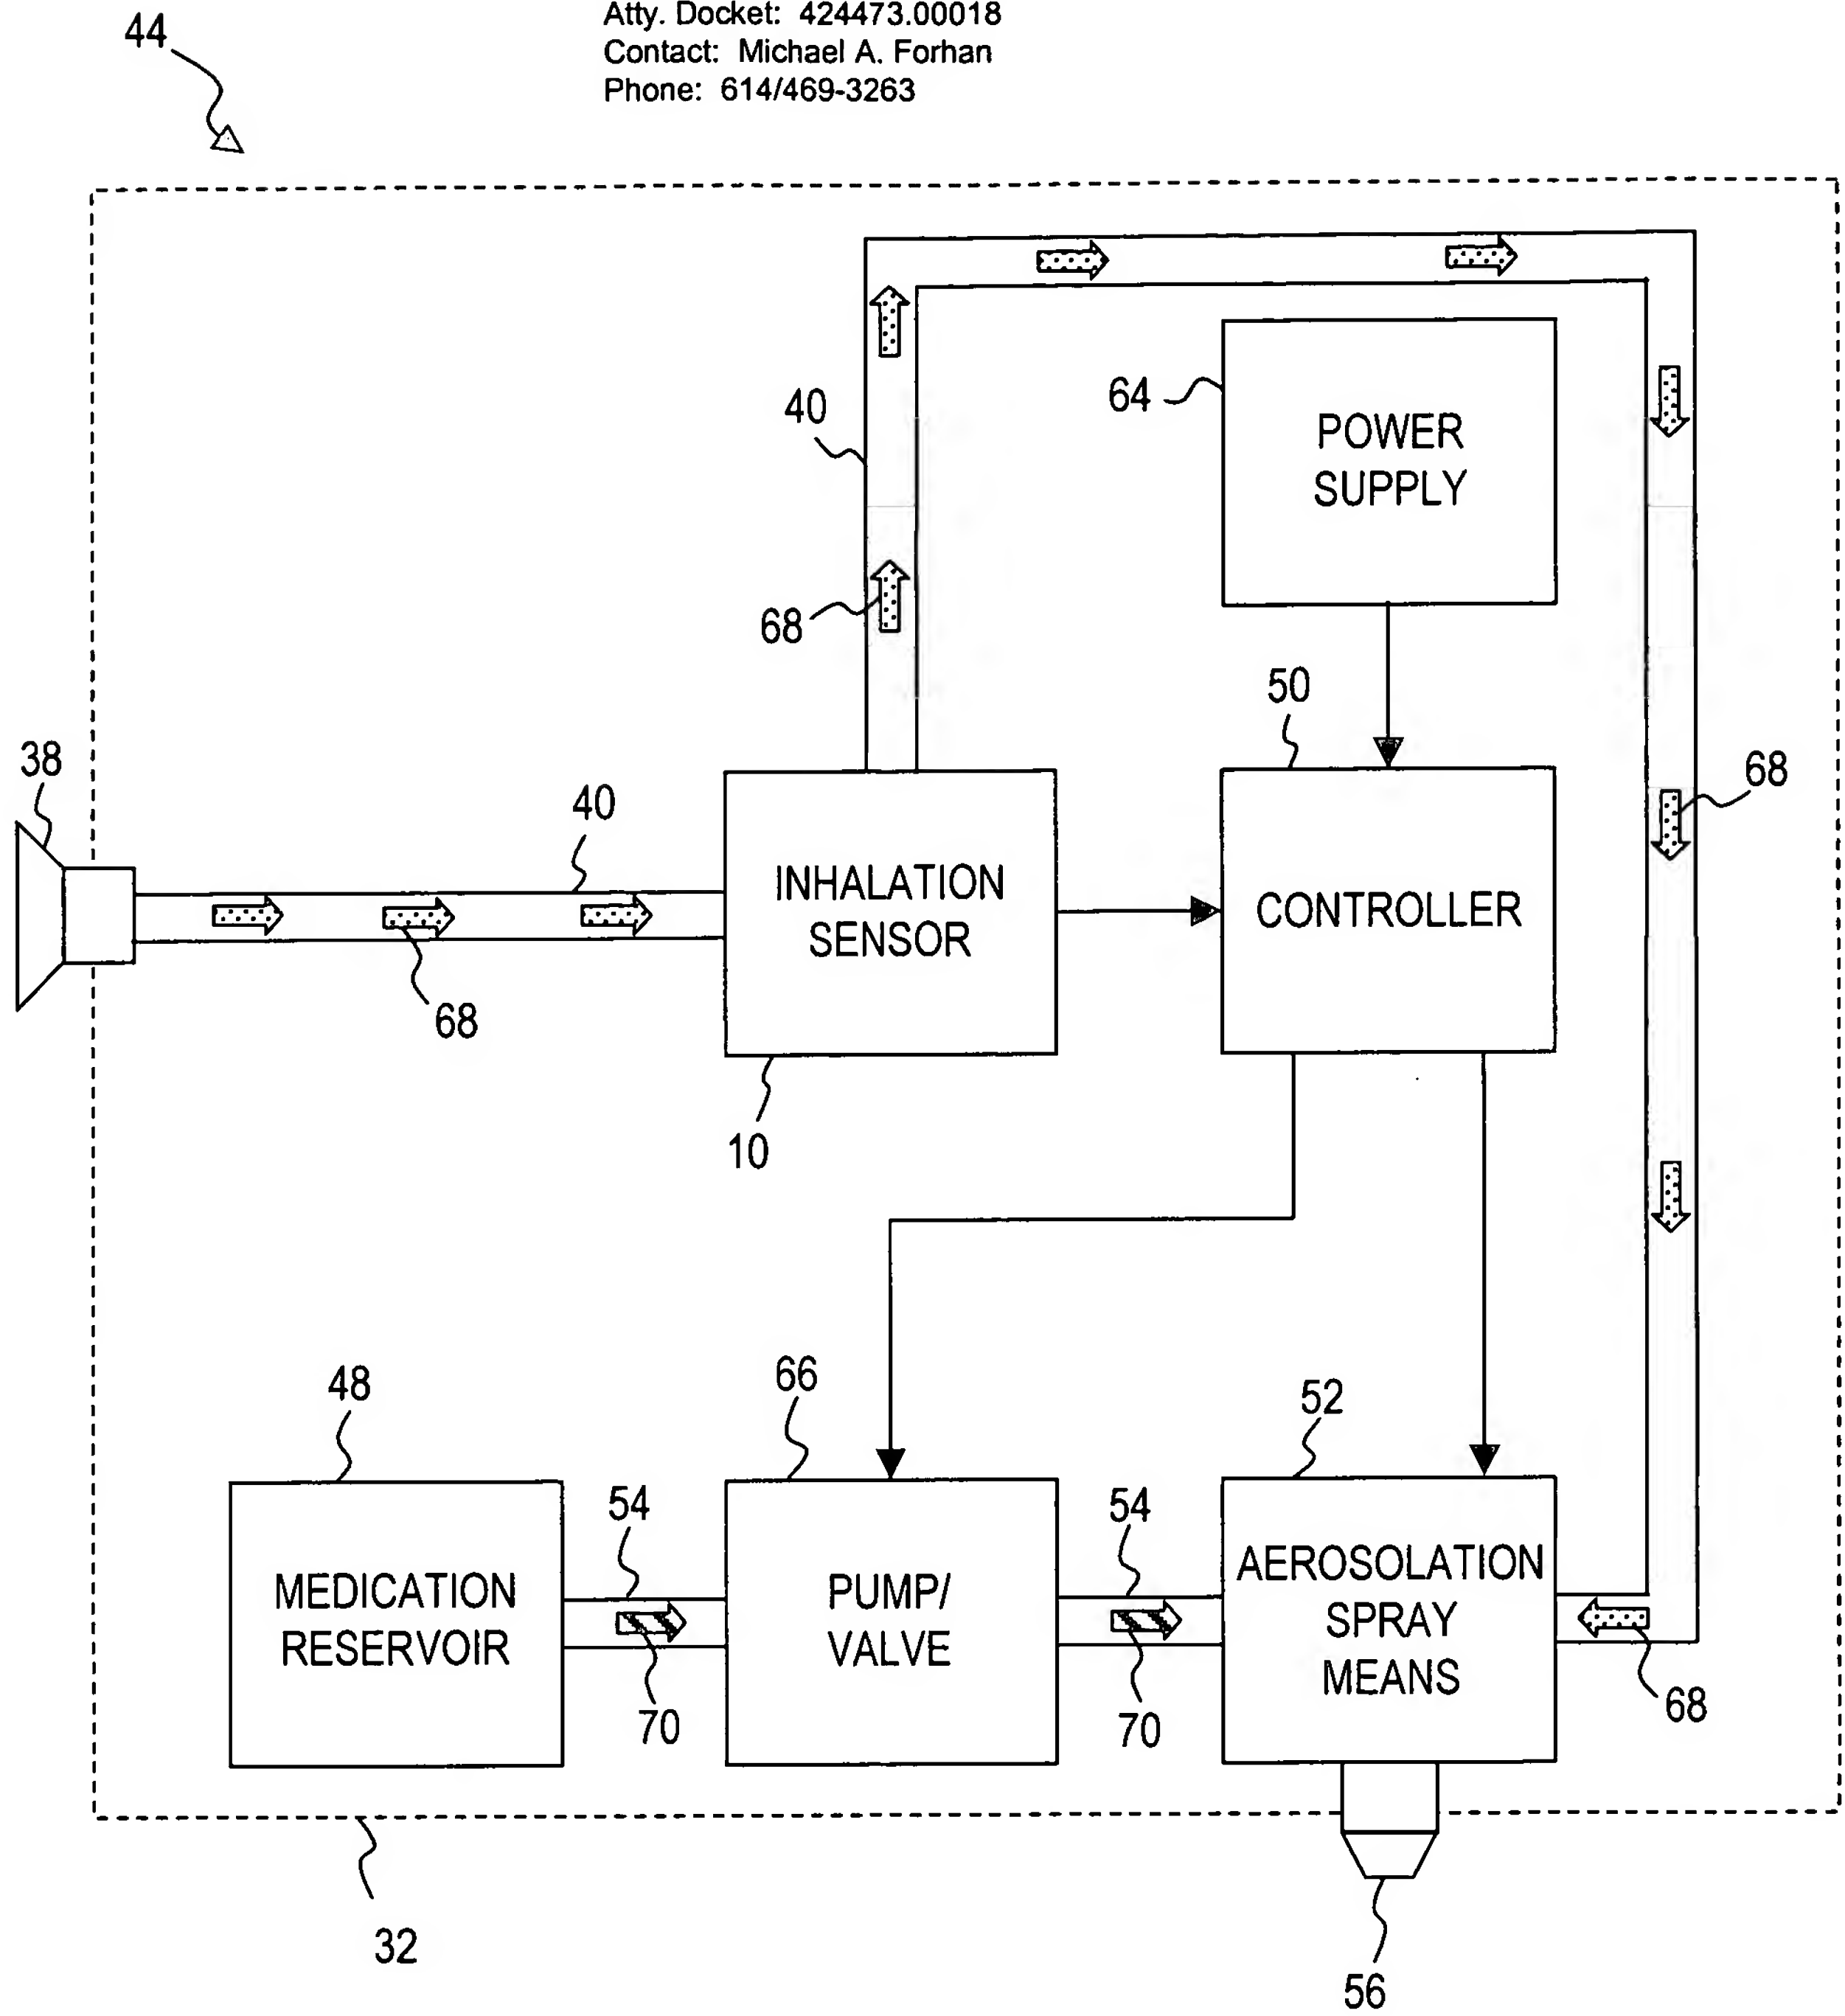 Atty. Docket: 424473.00018
Contact: Michael A. Forhan
Phone: 614/469-3263
44
40
64
POWER
SUPPLY
68
50
38
40
68
INHALATION
SENSOR
CONTROLLER
68
10
48
66
52
54
54
MEDICATION
RESERVOIR
PUMP/
VALVE
AEROSOLATION
SPRAY
MEANS
70
70
68
32
56